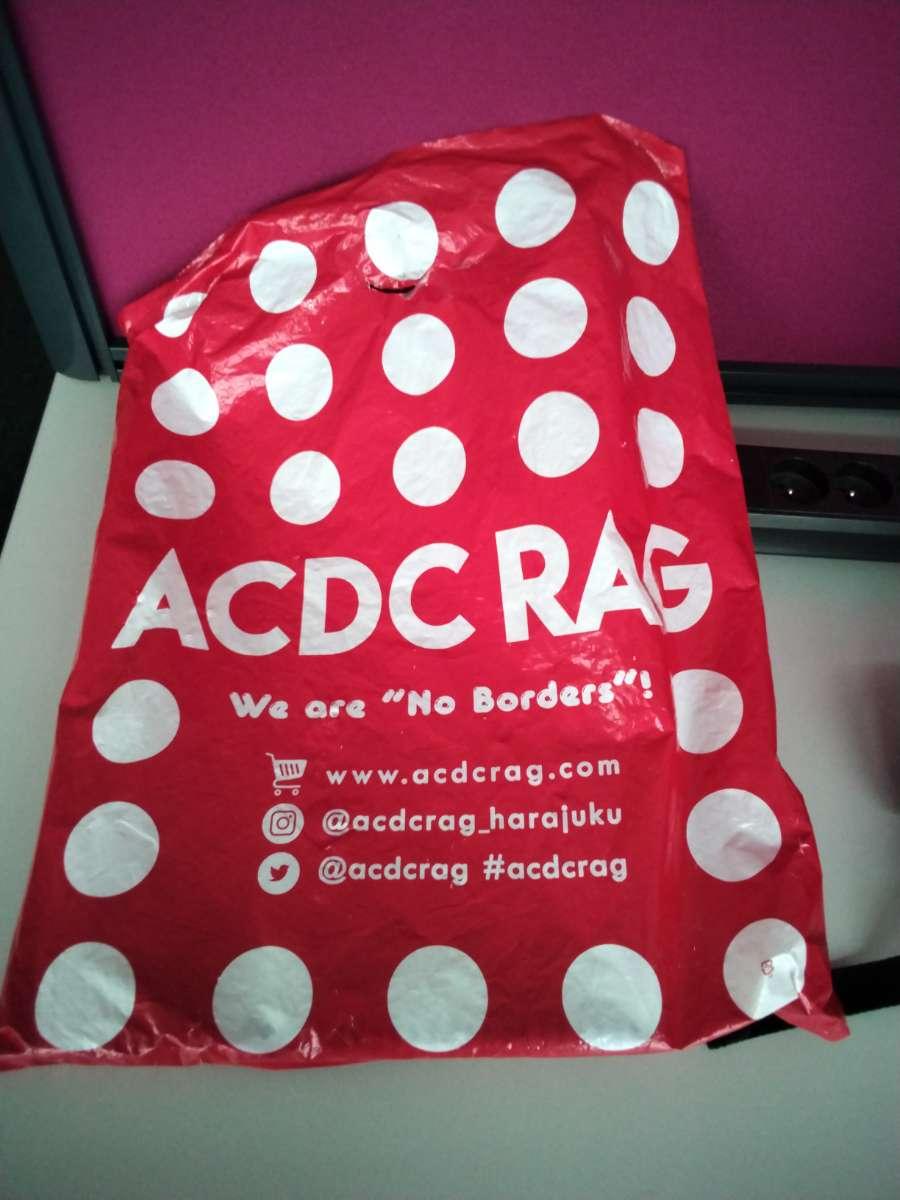 ACDC RAG
We are "No Borders"!
www.acdcrag.com
@acdcrag_harajuku
@acdcrag #acdcrag